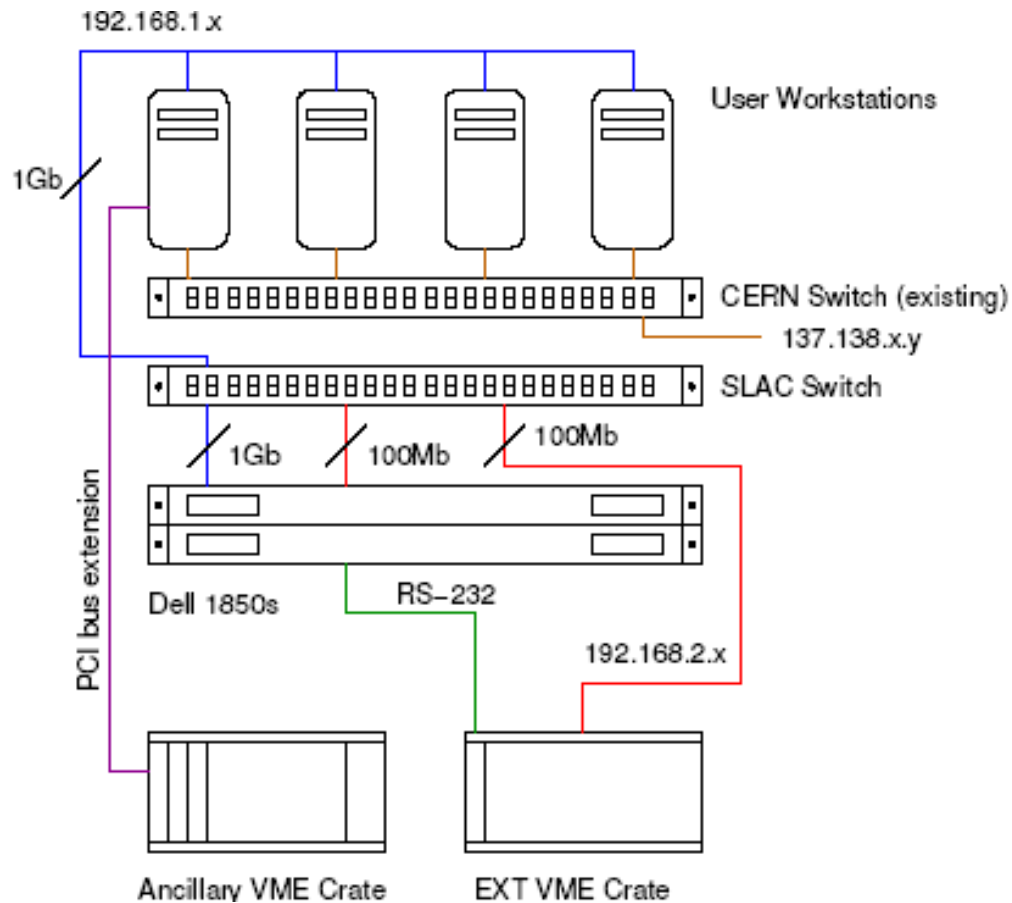 192.168.1.x
User Workstations
1Gb
CERN Switch (existing)
137.138.x.y
SLAC Switch
1Gb
100Mb
100Mb
PCI bus extension
Dell 1850s
RS-232
192.168.2.x
Ancillary VME Crate
EXT VME Crate